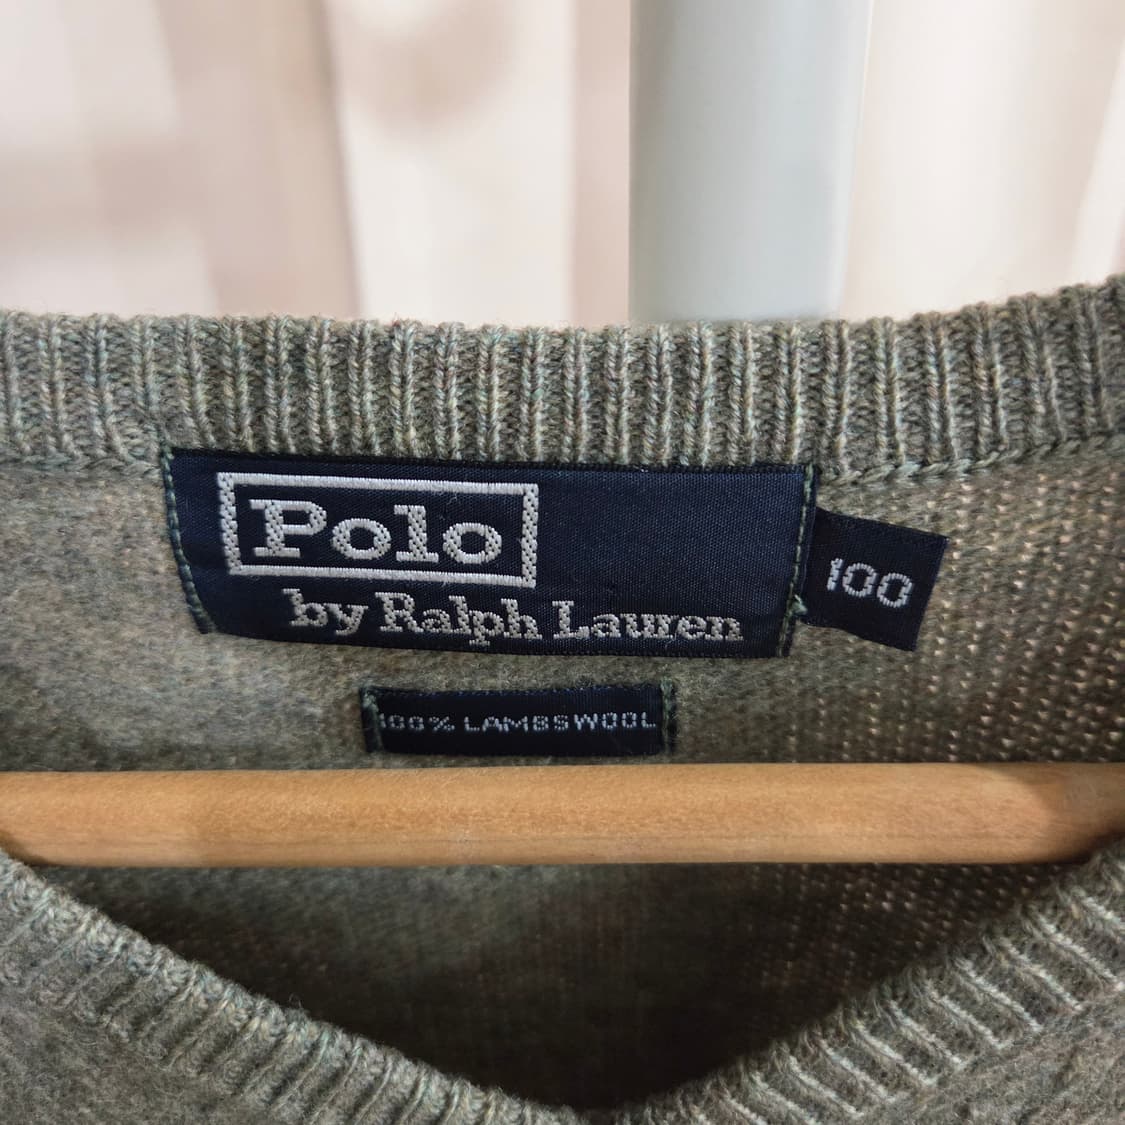 Polo
by Ralph Lauren
100
100% LAMBSWOOL